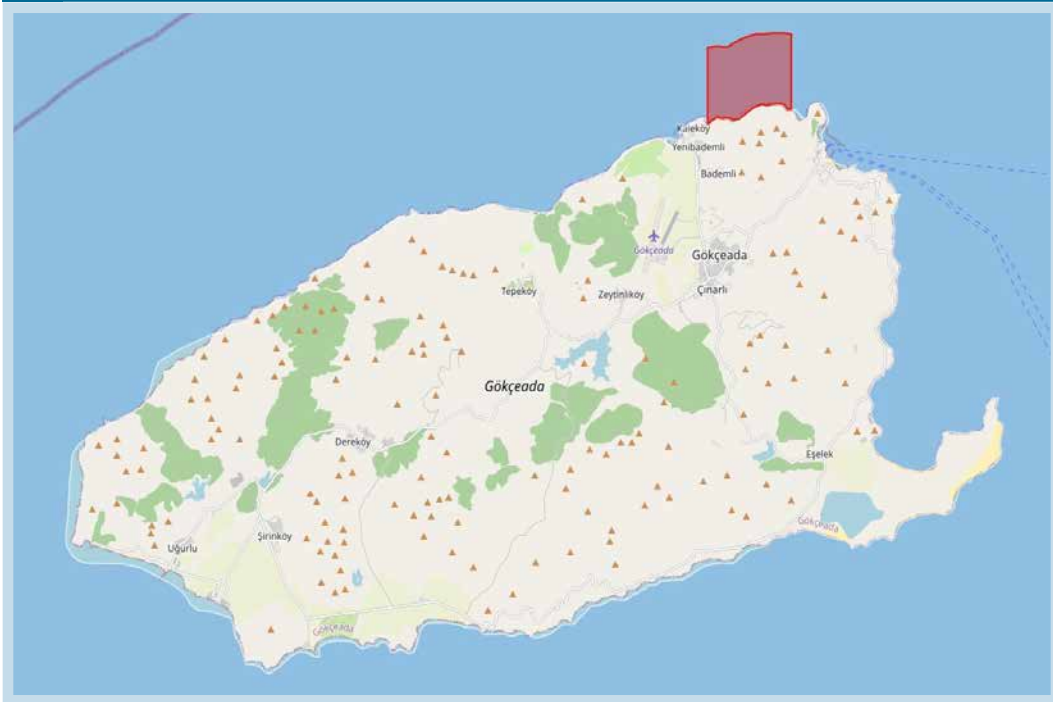 Kaleköy
Yenibademli
Bademli
Gökçeada
Gökçeada
Çınarlı
Tepeköy
Zeytinliköy
Gökçeada
Dereköy
Eşelek
Gökçeada
Şirinköy
Uğurlu
Gökçeada